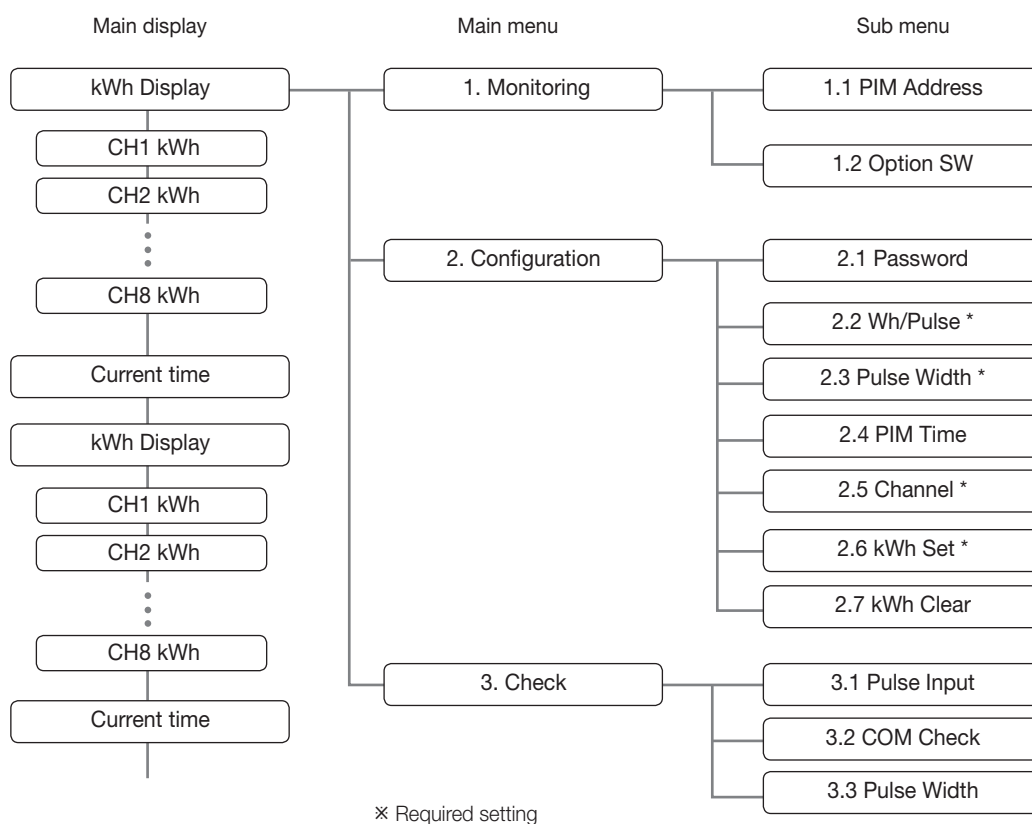 Main display
Main menu
Sub menu
kWh Display
1. Monitoring
1.1 PIM Address
CH1 kWh
1.2 Option SW
CH2 kWh
2. Configuration
2.1 Password
CH8 kWh
2.2 Wh/Pulse *
Current time
2.3 Pulse Width *
kWh Display
2.4 PIM Time
CH1 kWh
2.5 Channel *
CH2 kWh
2.6 kWh Set *
2.7 kWh Clear
CH8 kWh
3. Check
3.1 Pulse Input
Current time
3.2 COM Check
3.3 Pulse Width
※ Required setting